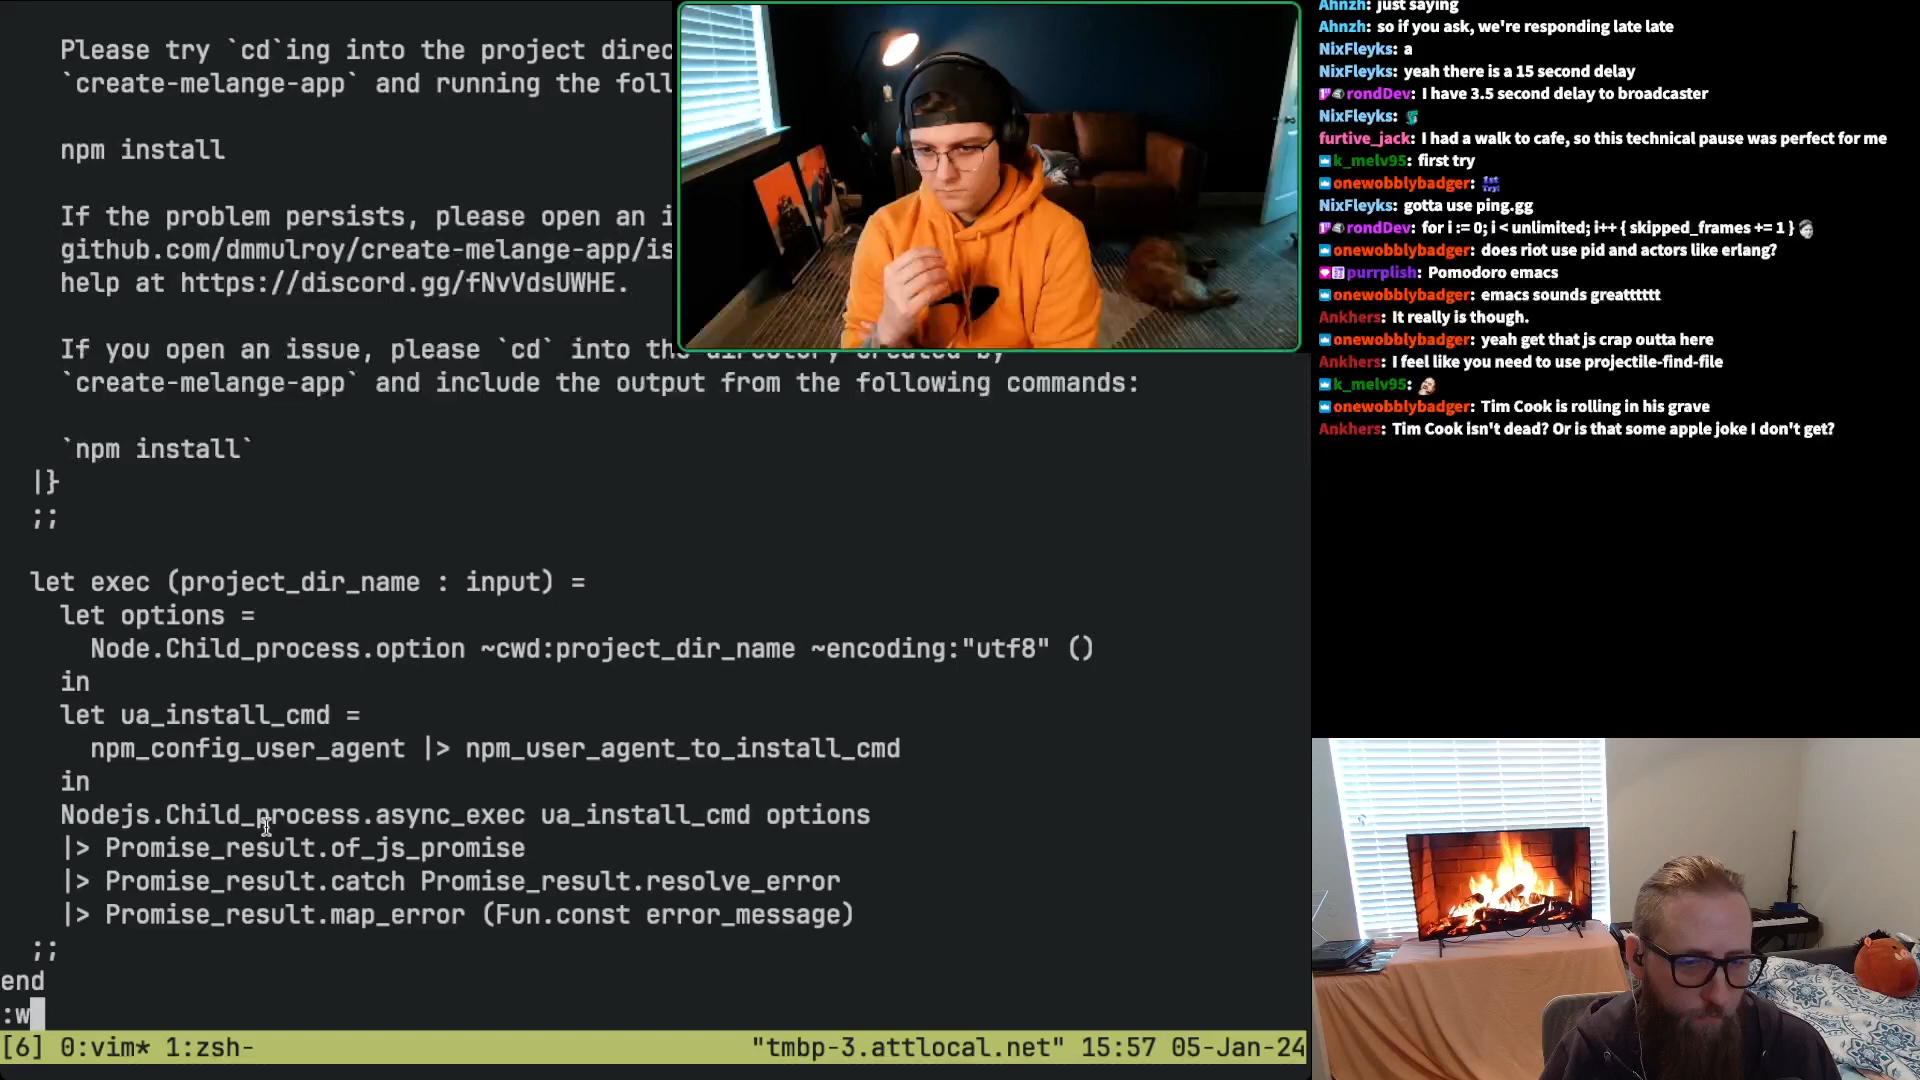 Please try `cd`ing into the project direc
`create-melange-app` and running the foll
npm install
If the problem persists, please open an i
github.com/dmmulroy/create-melange-app/is
help at https://discord.gg/fNvVdsUWHE.
If you open an issue, please `cd` into the directory created by
`create-melange-app` and include the output from the following commands:
`npm install`
|}
;;
let exec (project_dir_name : input) =
let options =
Node.Child_process.option ~cwd:project_dir_name ~encoding:"utf8" ()
in
let ua_install_cmd =
npm_config_user_agent |> npm_user_agent_to_install_cmd
in
Nodejs.Child_process.async_exec ua_install_cmd options
|> Promise_result.of_js_promise
|> Promise_result.catch Promise_result.resolve_error
|> Promise_result.map_error (Fun.const error_message)
;;
end
:w
[6] 0:vim* 1:zsh- "tmbp-3.attlocal.net" 15:57 05-Jan-24
Ahnzh: just saying
Ahnzh: so if you ask, we're responding late late
NixFleyks: a
NixFleyks: yeah there is a 15 second delay
rondDev: I have 3.5 second delay to broadcaster
NixFleyks:
furtive_jack: I had a walk to cafe, so this technical pause was perfect for me
k_melv95: first try
onewobblybadger: 1st Try!
NixFleyks: gotta use ping.gg
rondDev: for i := 0; i < unlimited; i++ { skipped_frames += 1 }
onewobblybadger: does riot use pid and actors like erlang?
purrplish: Pomodoro emacs
onewobblybadger: emacs sounds greatttttt
Ankhers: It really is though.
onewobblybadger: yeah get that js crap outta here
Ankhers: I feel like you need to use projectile-find-file
k_melv95:
onewobblybadger: Tim Cook is rolling in his grave
Ankhers: Tim Cook isn't dead? Or is that some apple joke I don't get?